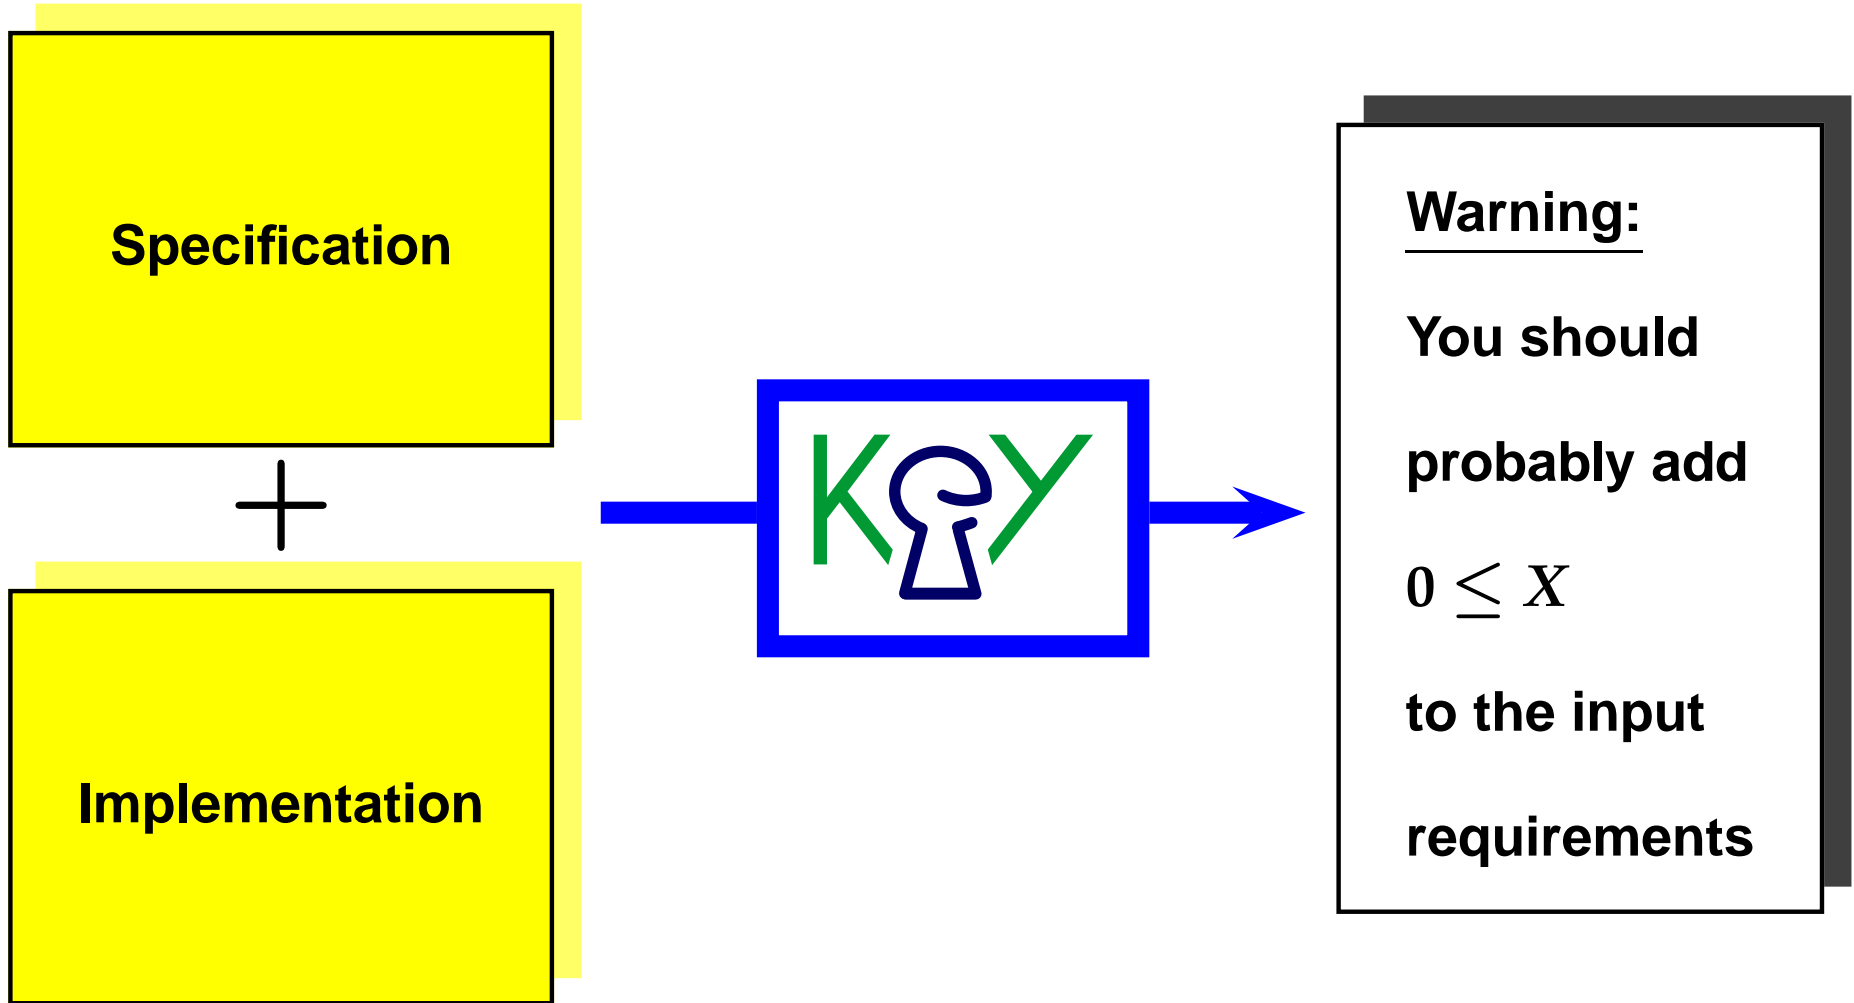 Specification
+
Implementation
KeY
Warning:
You should
probably add
0 ≤ X
to the input
requirements